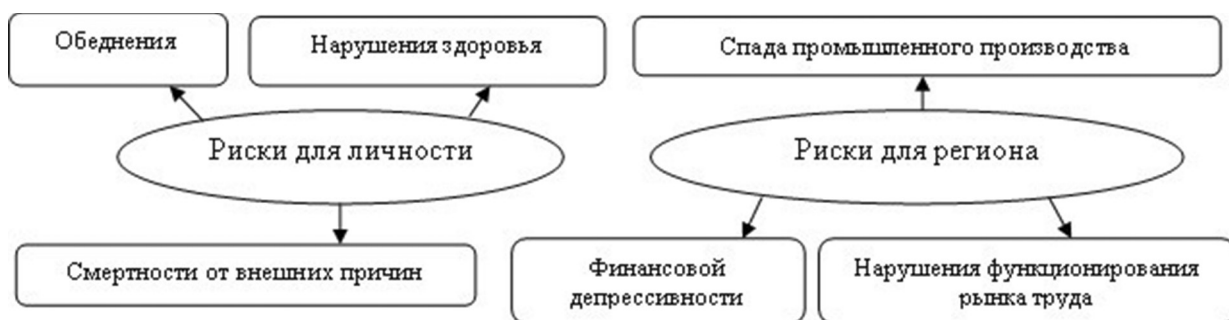 Обеднения
Нарушения здоровья
Спада промышленного производства
Риски для личности
Риски для региона
Смертности от внешних причин
Финансовой
депрессивности
Нарушения функционирования
рынка труда